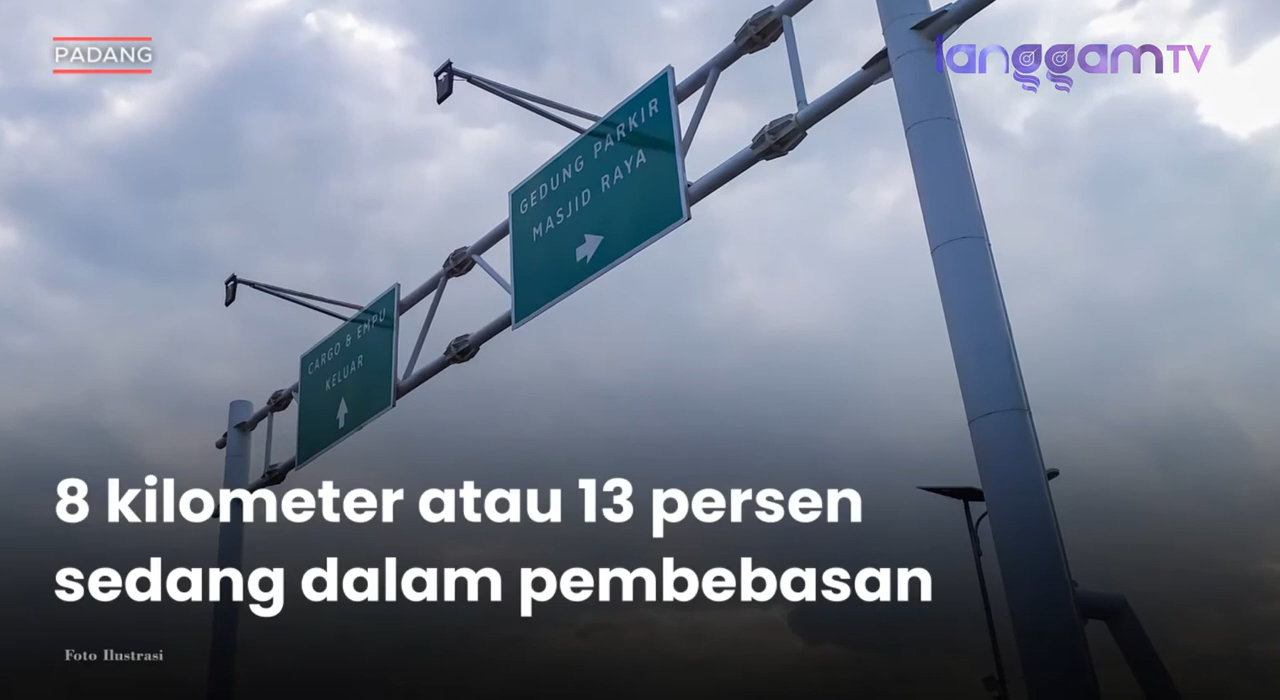 PADANG
langgamTV
GEDUNG PARKIR
MASJID RAYA
CARGO & EMPU
KELUAR
8 kilometer atau 13 persen
sedang dalam pembebasan
Foto Ilustrasi